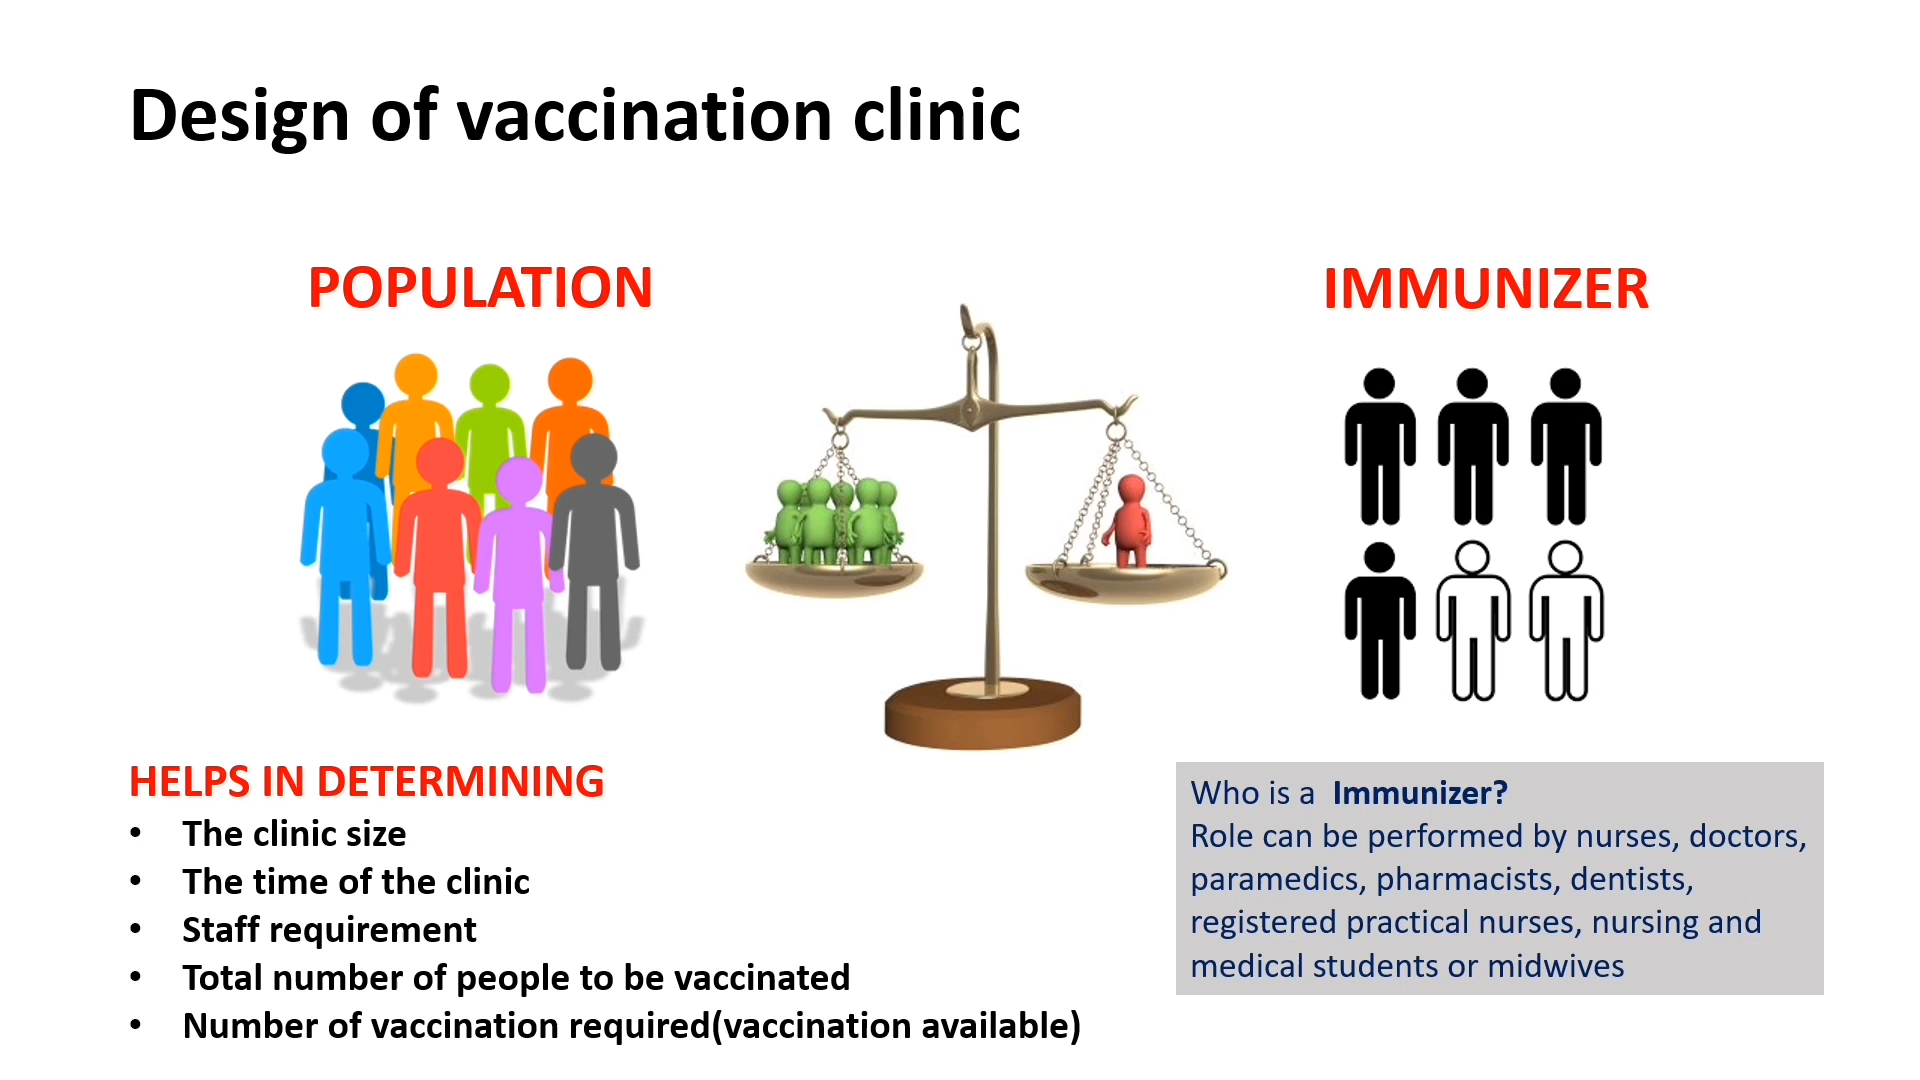 Design of vaccination clinic
POPULATION
IMMUNIZER
HELPS IN DETERMINING
• The clinic size
• The time of the clinic
• Staff requirement
• Total number of people to be vaccinated
• Number of vaccination required(vaccination available)
Who is a Immunizer?
Role can be performed by nurses, doctors,
paramedics, pharmacists, dentists,
registered practical nurses, nursing and
medical students or midwives